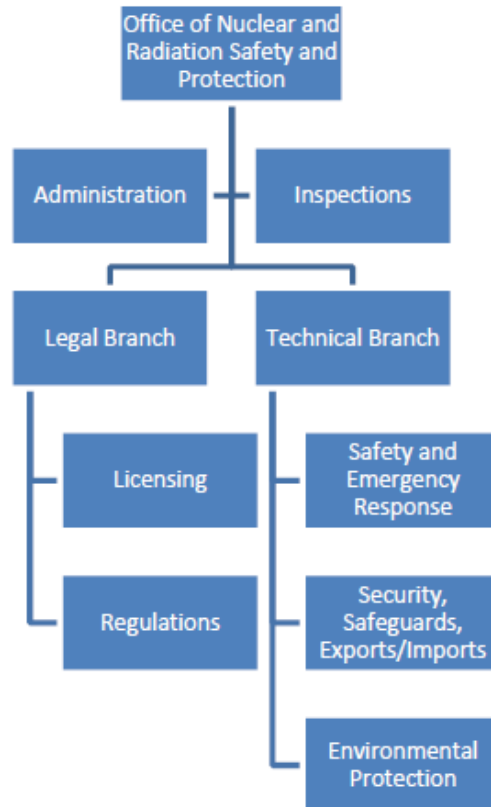 Office of Nuclear and
Radiation Safety and
Protection
Administration
Inspections
Legal Branch
Technical Branch
Licensing
Safety and
Emergency
Response
Regulations
Security,
Safeguards,
Exports/Imports
Environmental
Protection